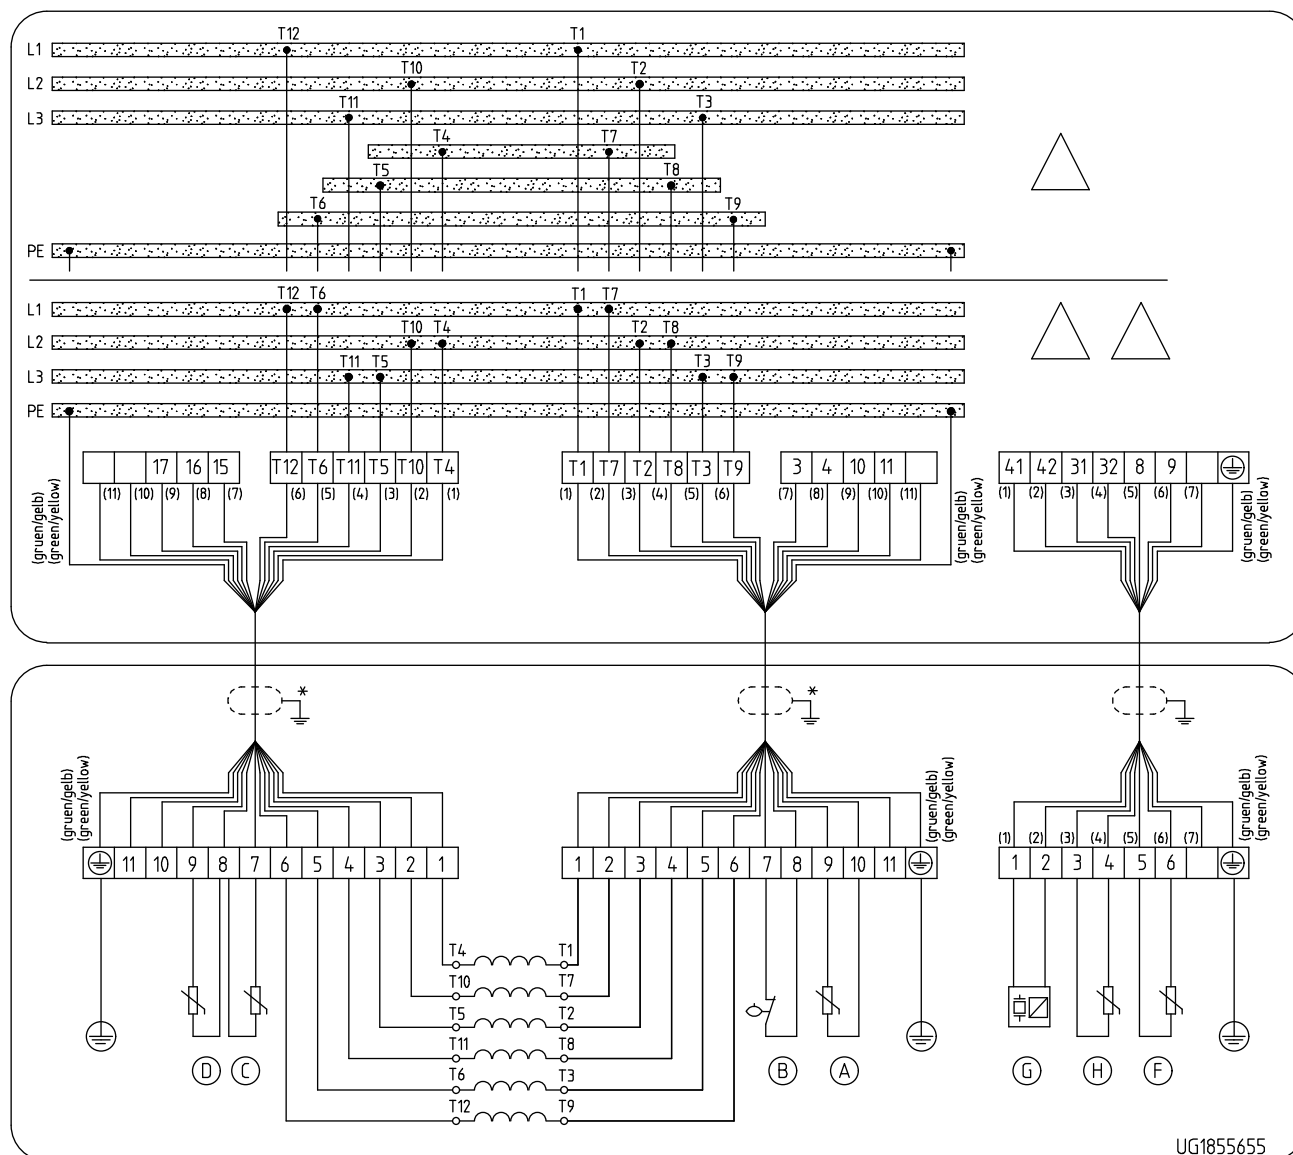 T12 T1
L1
T10 T2
L2
T11 T3
L3
T4 T7
T5 T8
T6 T9
PE
T12 T6 T1 T7
L1
T10 T4 T2 T8
L2
T11 T5 T3 T9
L3
PE
17 16 15 T12 T6 T11 T5 T10 T4 T1 T7 T2 T8 T3 T9 3 4 10 11 41 42 31 32 8 9
(11) (10) (9) (8) (7) (6) (5) (4) (3) (2) (1) (1) (2) (3) (4) (5) (6) (7) (8) (9) (10) (11) (1) (2) (3) (4) (5) (6) (7)
(gruen/gelb)
(green/yellow)
(gruen/gelb)
(green/yellow)
(gruen/gelb)
(green/yellow)
* *
(gruen/gelb)
(green/yellow)
(gruen/gelb)
(green/yellow)
(gruen/gelb)
(green/yellow)
(1) (2) (3) (4) (5) (6) (7)
11 10 9 8 7 6 5 4 3 2 1 1 2 3 4 5 6 7 8 9 10 11 1 2 3 4 5 6
T4 T1
T10 T7
T5 T2
T11 T8
T6 T3
T12 T9
D C B A G H F
UG1855655